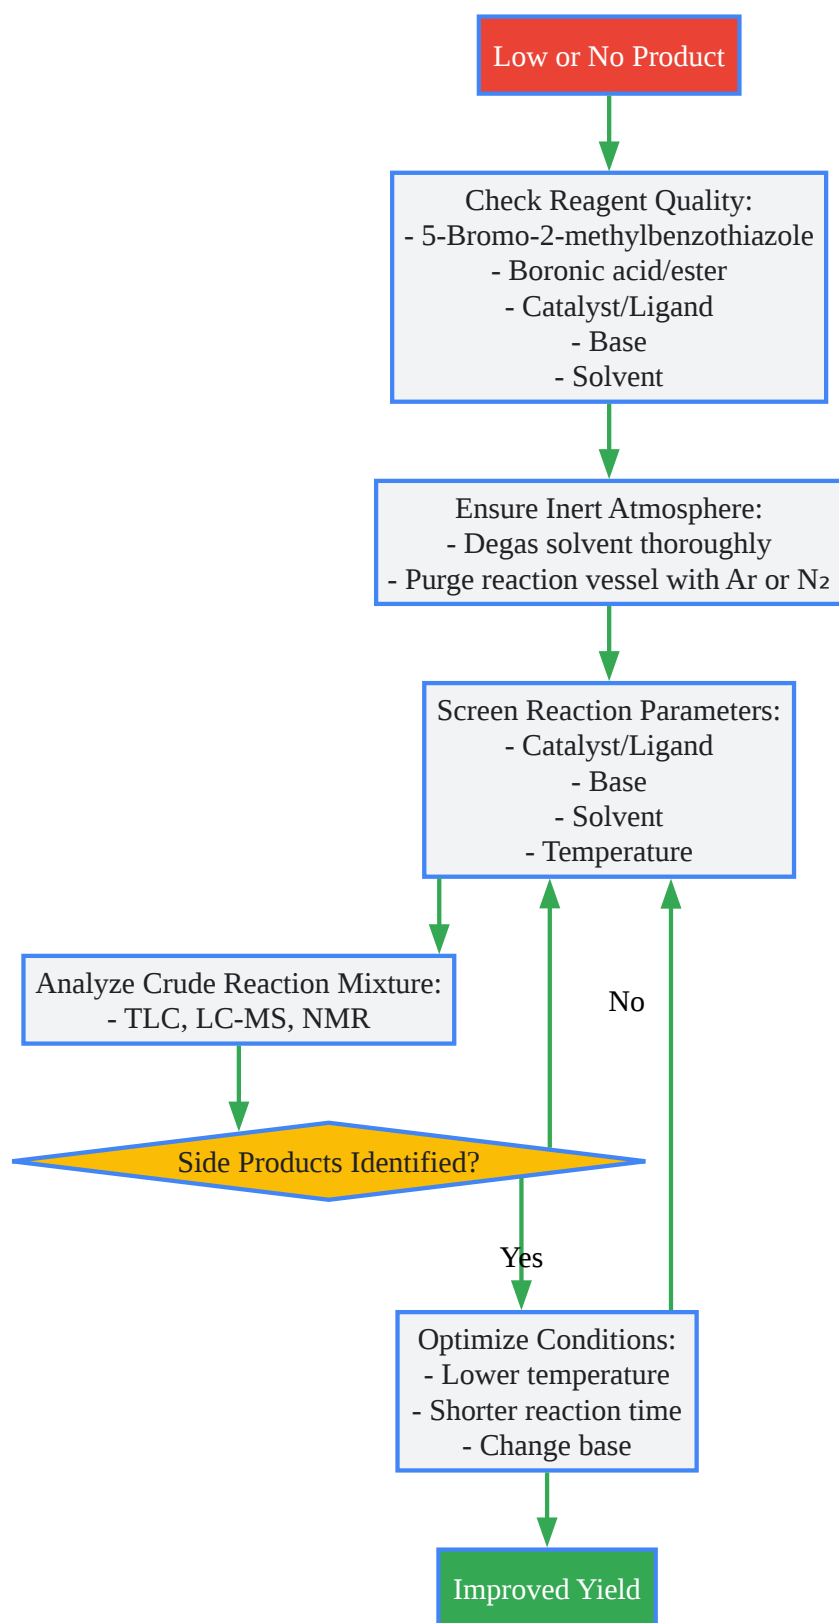 Low or No Product
Check Reagent Quality:
- 5-Bromo-2-methylbenzothiazole
- Boronic acid/ester
- Catalyst/Ligand
- Base
- Solvent
Ensure Inert Atmosphere:
- Degas solvent thoroughly
- Purge reaction vessel with Ar or N₂
Screen Reaction Parameters:
- Catalyst/Ligand
- Base
- Solvent
- Temperature
Analyze Crude Reaction Mixture:
- TLC, LC-MS, NMR
No
Side Products Identified?
Yes
Optimize Conditions:
- Lower temperature
- Shorter reaction time
- Change base
Improved Yield